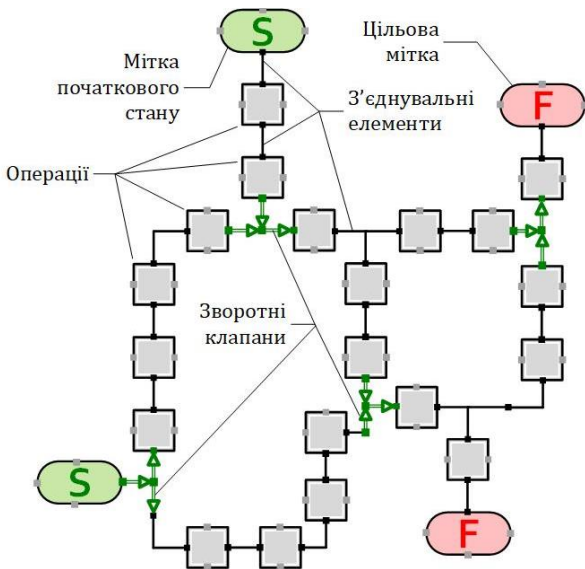 S
Мітка
початкового
стану
Цільова
мітка
F
З’єднувальні
елементи
Операції
Зворотні
клапани
S
F